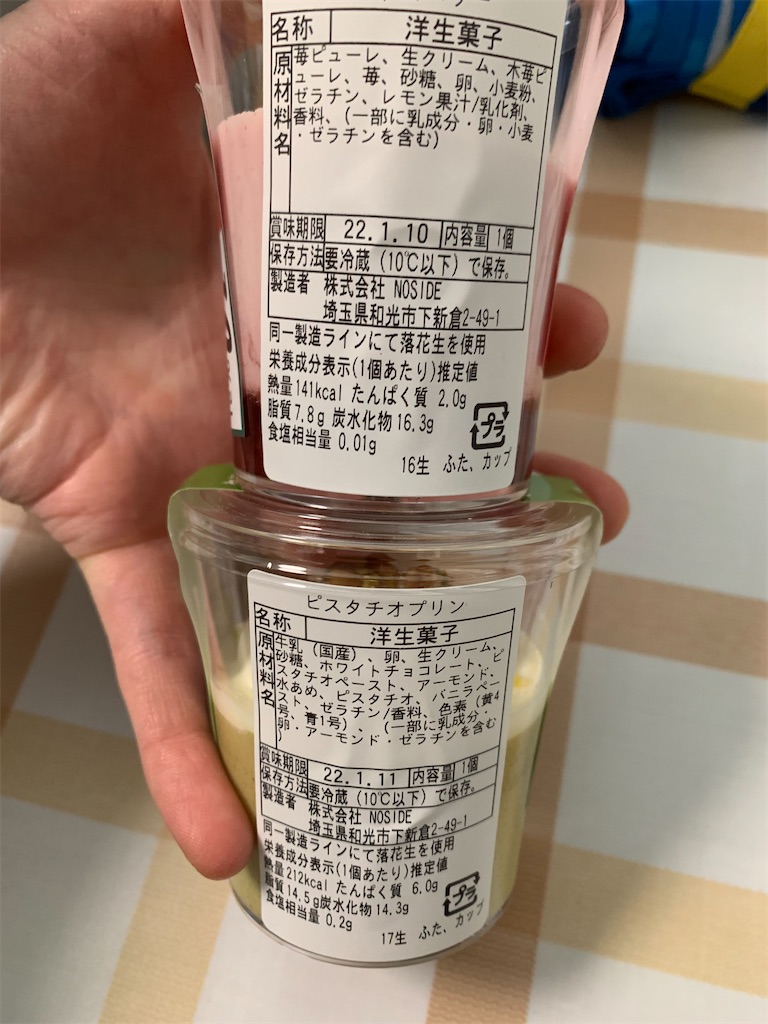 名称 洋生菓子
原材料名 苺ピューレ、生クリーム、木苺ピ
ューレ、苺、砂糖、卵、小麦粉、
ゼラチン、レモン果汁/乳化剤、
香料、(一部に乳成分・卵・小麦
・ゼラチンを含む)
賞味期限 22.1.10 内容量 1個
保存方法 要冷蔵(10℃以下)で保存。
製造者 株式会社 NOSIDE
埼玉県和光市下新倉2-49-1
同一製造ラインにて落花生を使用
栄養成分表示(1個あたり)推定値
熱量141kcal たんぱく質 2.0g
脂質7.8g 炭水化物16.3g
食塩相当量 0.01g
プラ
16生 ふた、カップ
ピスタチオプリン
名称 洋生菓子
原材料名 牛乳(国産)、卵、生クリーム、
砂糖、ホワイトチョコレート、ピ
スタチオペースト、アーモンド、
水あめ、ピスタチオ、バニラペー
スト、ゼラチン/香料、色素(黄4
号、青1号)、(一部に乳成分・
卵・アーモンド・ゼラチンを含む
)
賞味期限 22.1.11 内容量 1個
保存方法 要冷蔵(10℃以下)で保存。
製造者 株式会社 NOSIDE
埼玉県和光市下新倉2-49-1
同一製造ラインにて落花生を使用
栄養成分表示(1個あたり)推定値
熱量212kcal たんぱく質 6.0g
脂質14.5g炭水化物14.3g
食塩相当量 0.2g
プラ
17生 ふた、カップ